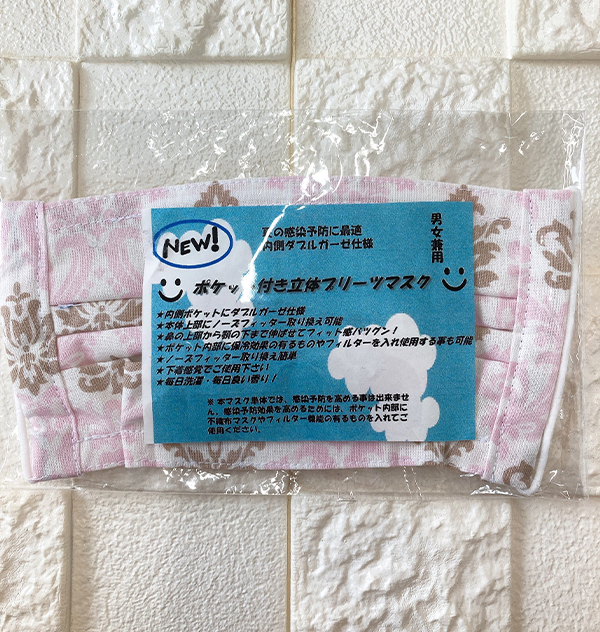 NEW!
夏の感染予防に最適
内側ダブルガーゼ仕様
男女兼用
ポケット付き立体プリーツマスク
★内側ポケットにダブルガーゼ仕様
★本体上部にノーズフィッター取り換え可能
★鼻の上部から顎の下まで伸ばせてフィット感バツグン！
★ポケット内部に保冷効果の有るものやフィルターを入れ使用する事も可能
★ノーズフィッター取り換え簡単
★下着感覚でご使用下さい
★毎日洗濯・毎日良い香り！
※ 本マスク単体では、感染予防を高める事は出来ませ
ん。感染予防効果を高めるためには、ポケット内部に
不織布マスクやフィルター機能の有るものを入れてご
使用ください。